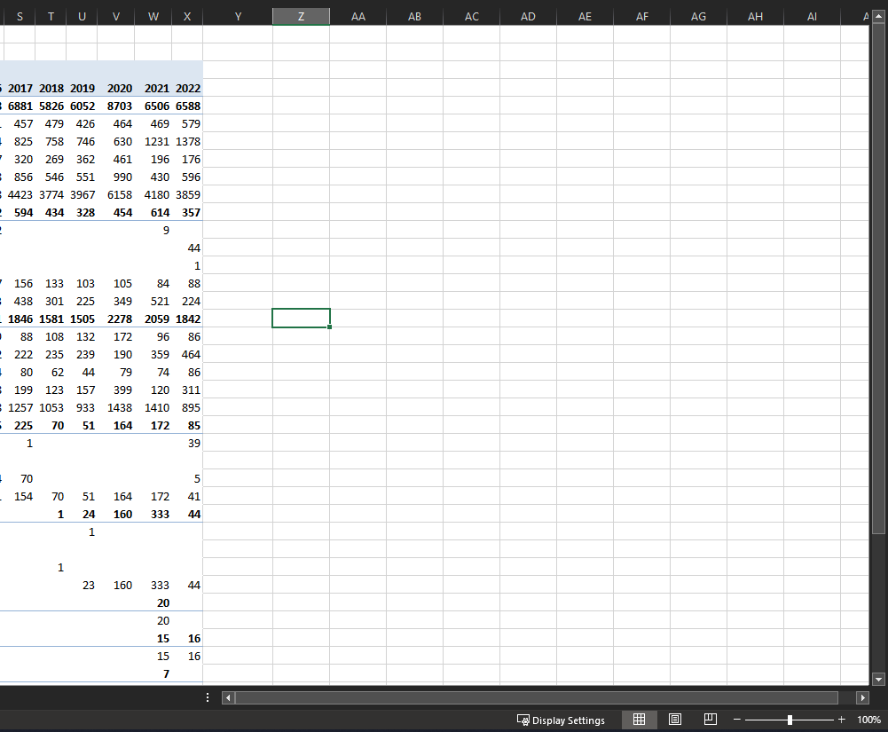 S T U V W X Y Z AA AB AC AD AE AF AG AH AI
2017 2018 2019 2020 2021 2022
6881 5826 6052 8703 6506 6588
457 479 426 464 469 579
825 758 746 630 1231 1378
320 269 362 461 196 176
856 546 551 990 430 596
4423 3774 3967 6158 4180 3859
594 434 328 454 614 357
9
44
1
156 133 103 105 84 88
438 301 225 349 521 224
1846 1581 1505 2278 2059 1842
88 108 132 172 96 86
222 235 239 190 359 464
80 62 44 79 74 86
199 123 157 399 120 311
1257 1053 933 1438 1410 895
225 70 51 164 172 85
1 39
70 5
154 70 51 164 172 41
1 24 160 333 44
1
1
23 160 333 44
20
20
15 16
15 16
7
Display Settings 100%